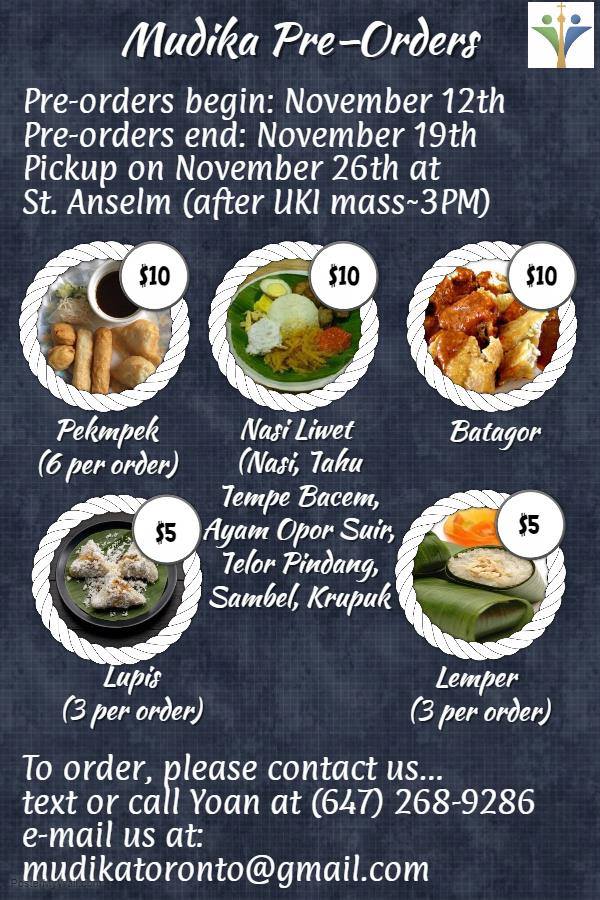 Mudika Pre-Orders
Pre-orders begin: November 12th
Pre-orders end: November 19th
Pickup on November 26th at
St. Anselm (after UKI mass~3PM)
$10
$10
$10
Pekmpek
(6 per order)
Nasi Liwet
(Nasi, Tahu
Tempe Bacem,
Ayam Opor Suir,
Telor Pindang,
Sambel, Krupuk
Batagor
$5
$5
Lupis
(3 per order)
Lemper
(3 per order)
To order, please contact us...
text or call Yoan at (647) 268-9286
e-mail us at:
mudikatoronto@gmail.com
PosterMyWall.com